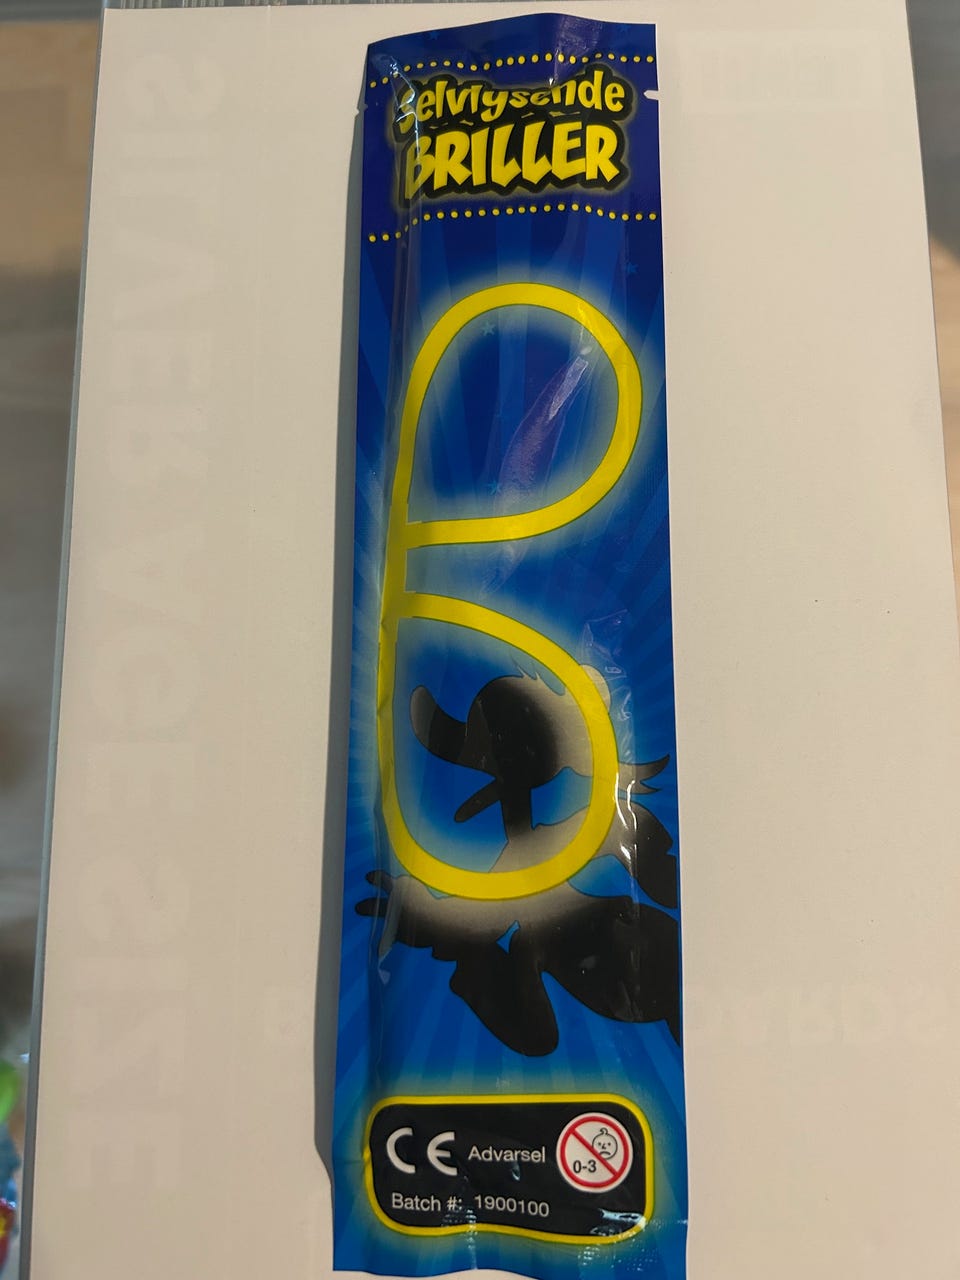 Selvlysende
BRILLER
CE Advarsel
0-3
Batch #: 1900100